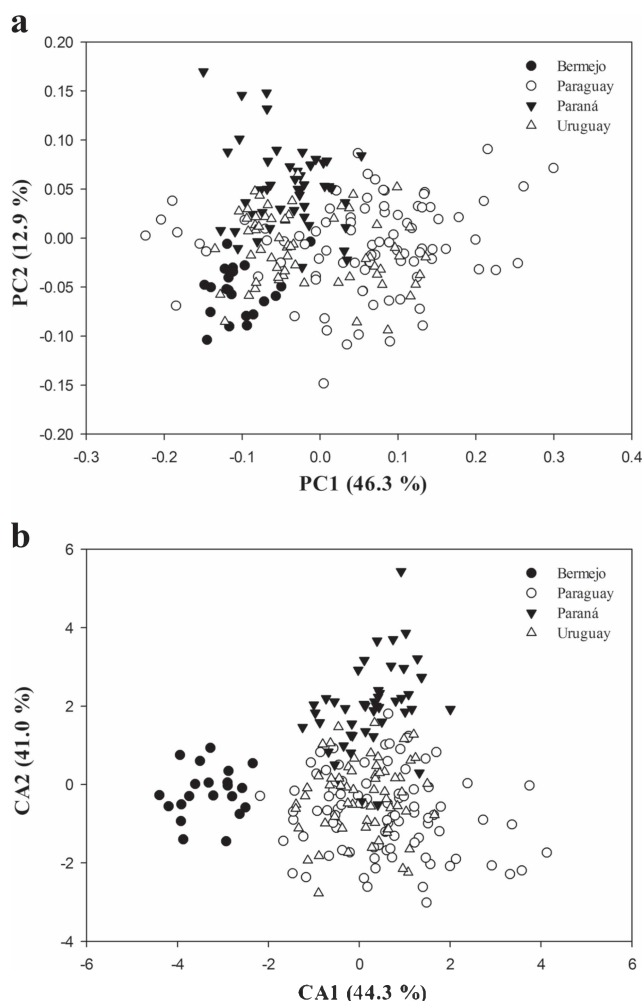 a
0.20
0.15
0.10
0.05
0.00
-0.05
-0.10
-0.15
-0.20
PC2 (12.9 %)
Bermejo
Paraguay
Paraná
Uruguay
-0.3 -0.2 -0.1 0.0 0.1 0.2 0.3 0.4
PC1 (46.3 %)
b
6
4
2
0
-2
-4
CA2 (41.0 %)
Bermejo
Paraguay
Paraná
Uruguay
-6 -4 -2 0 2 4 6
CA1 (44.3 %)